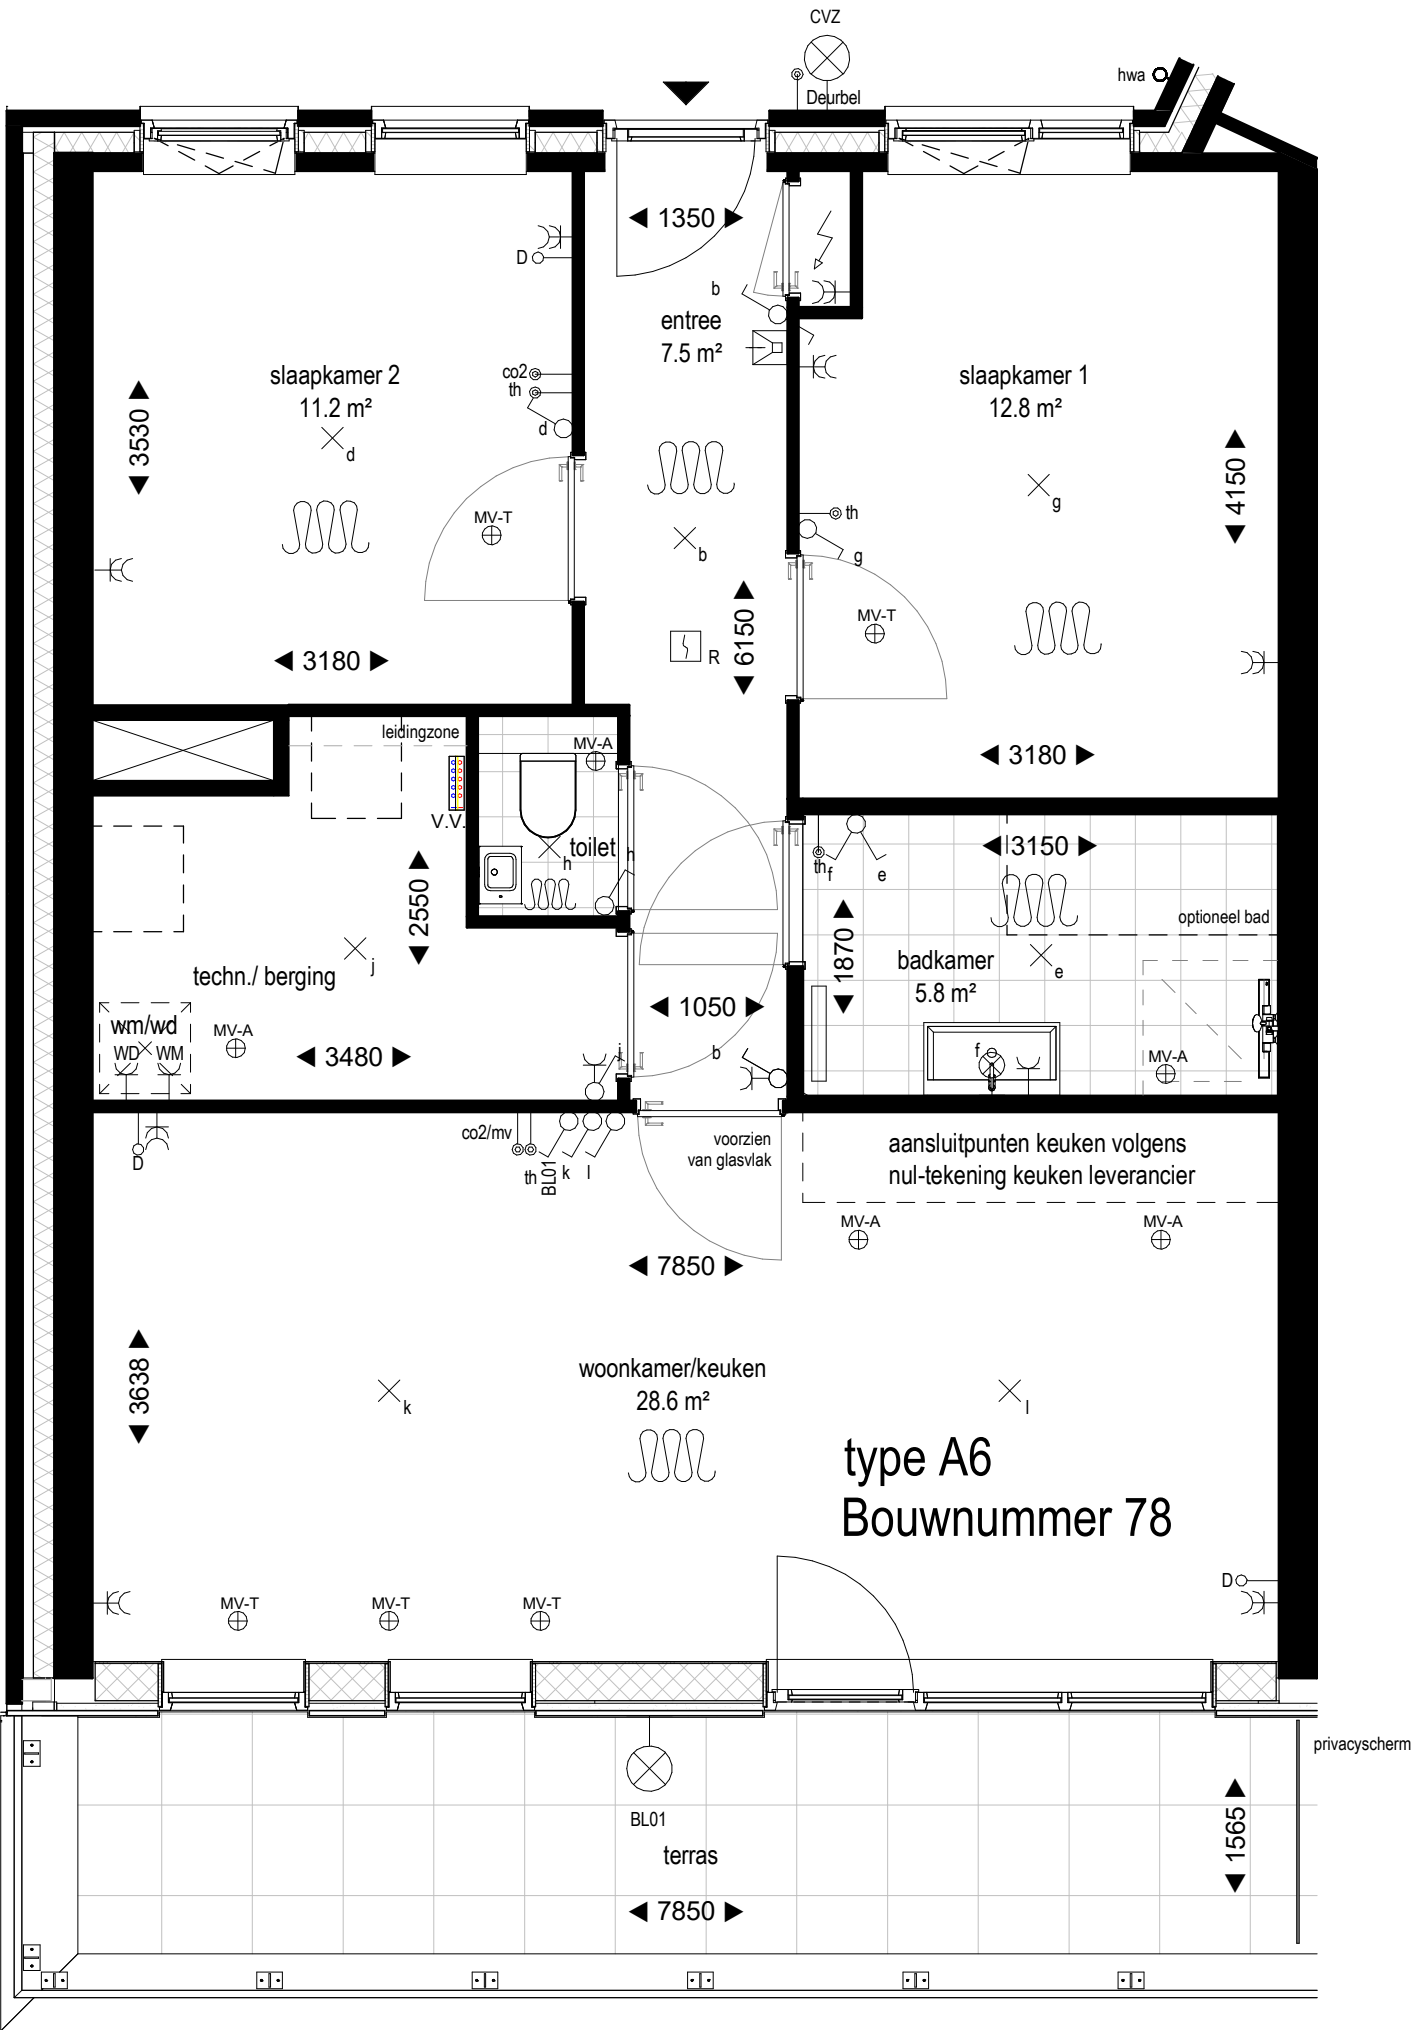 CVZ
hwa
Deurbel
1350
D
b
entree
7.5 m²
slaapkamer 2
11.2 m²
co2
th
d
d
slaapkamer 1
12.8 m²
3530
4150
g
th
g
MV-T
b
MV-T
6150
R
3180
3180
leidingzone
MV-A
V.V.
toilet
h
h
2550
3150
th
f
e
optioneel bad
1870
badkamer
5.8 m²
e
j
techn./ berging
wm/wd
WD
WM
MV-A
3480
1050
j
b
f
MV-A
D
co2/mv
th
BL01
k
l
voorzien
van glasvlak
aansluitpunten keuken volgens
nul-tekening keuken leverancier
MV-A
MV-A
7850
3638
woonkamer/keuken
28.6 m²
k
l
type A6
Bouwnummer 78
D
MV-T
MV-T
MV-T
privacyscherm
BL01
1565
terras
7850